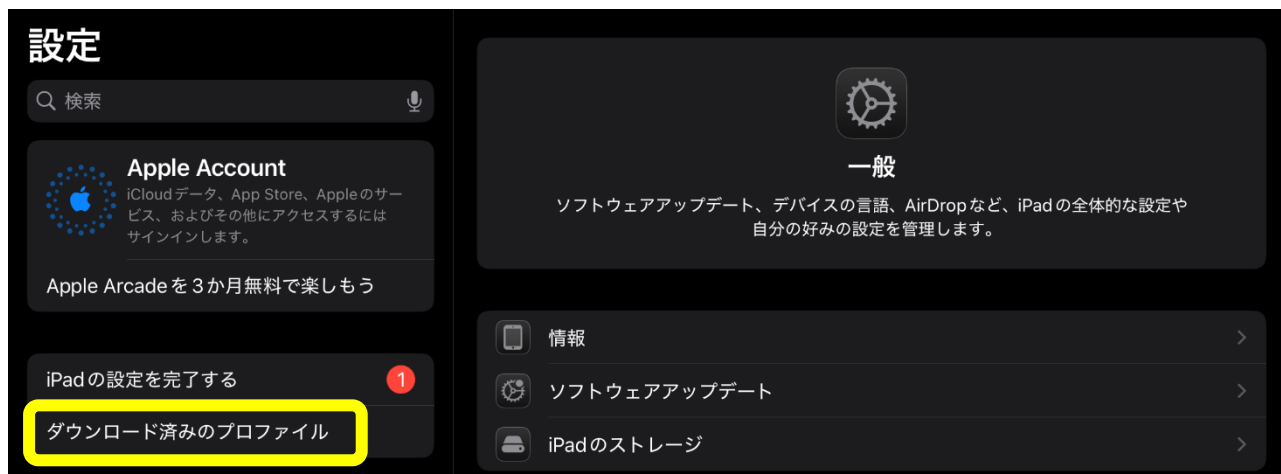 設定
検索
Apple Account
iCloudデータ、App Store、Appleのサー
ビス、およびその他にアクセスするには
サインインします。
Apple Arcadeを3か月無料で楽しもう
iPadの設定を完了する
1
ダウンロード済みのプロファイル
一般
ソフトウェアアップデート、デバイスの言語、AirDropなど、iPadの全体的な設定や
自分の好みの設定を管理します。
情報
ソフトウェアアップデート
iPadのストレージ